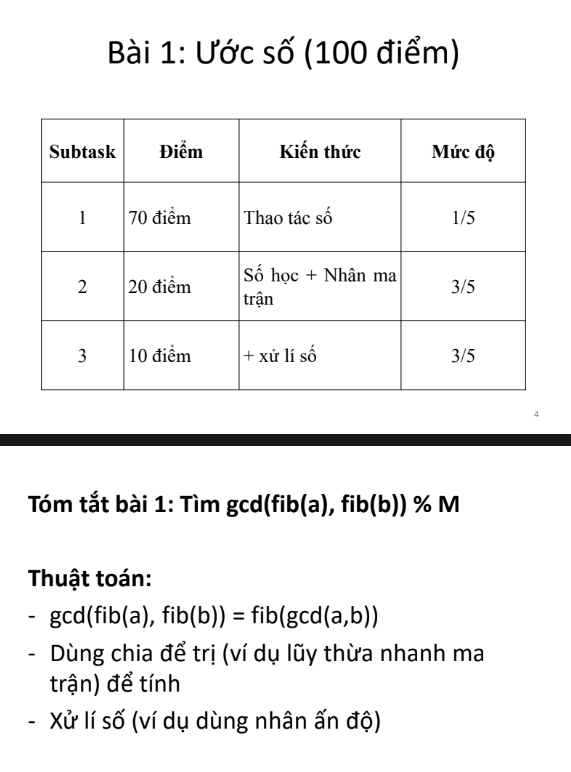 Bài 1: Ước số (100 điểm)
Subtask Điểm Kiến thức Mức độ
1 70 điểm Thao tác số 1/5
2 20 điểm Số học + Nhân ma trận 3/5
3 10 điểm + xử lí số 3/5
4
Tóm tắt bài 1: Tìm gcd(fib(a), fib(b)) % M
Thuật toán:
- gcd(fib(a), fib(b)) = fib(gcd(a,b))
- Dùng chia để trị (ví dụ lũy thừa nhanh ma
trận) để tính
- Xử lí số (ví dụ dùng nhân ấn độ)